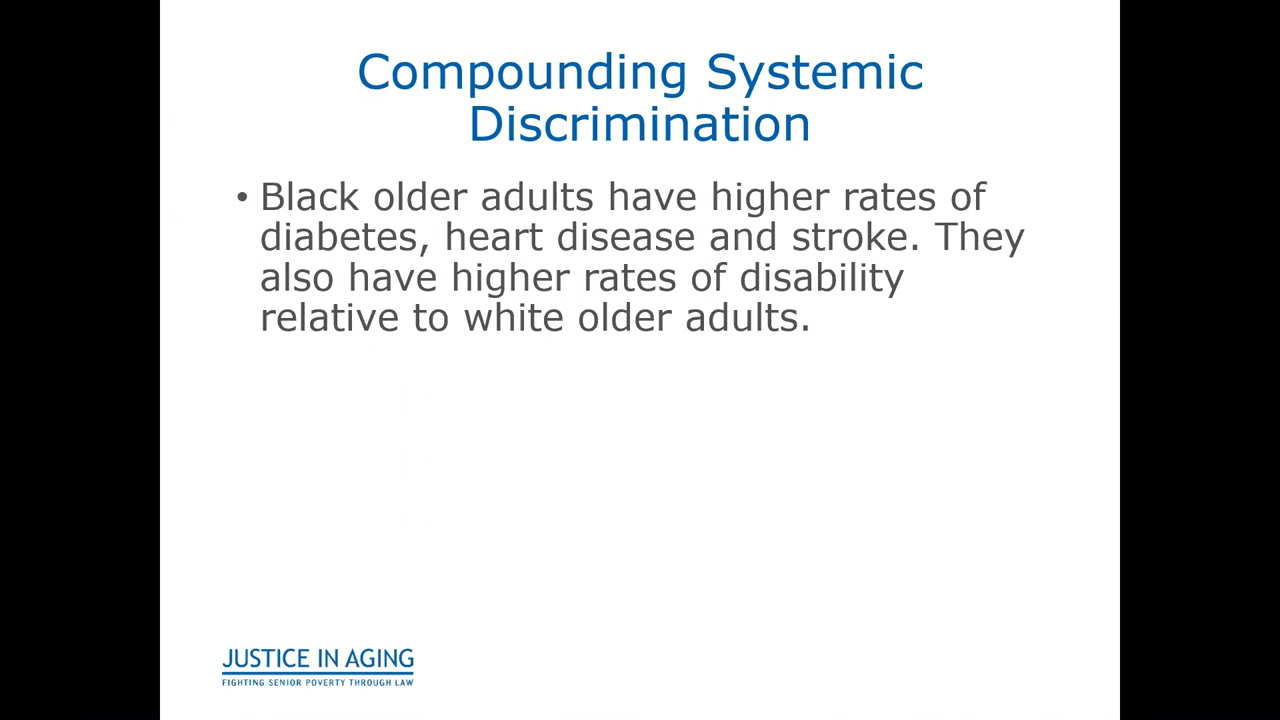 Compounding Systemic
Discrimination
• Black older adults have higher rates of
diabetes, heart disease and stroke. They
also have higher rates of disability
relative to white older adults.
JUSTICE IN AGING
FIGHTING SENIOR POVERTY THROUGH LAW